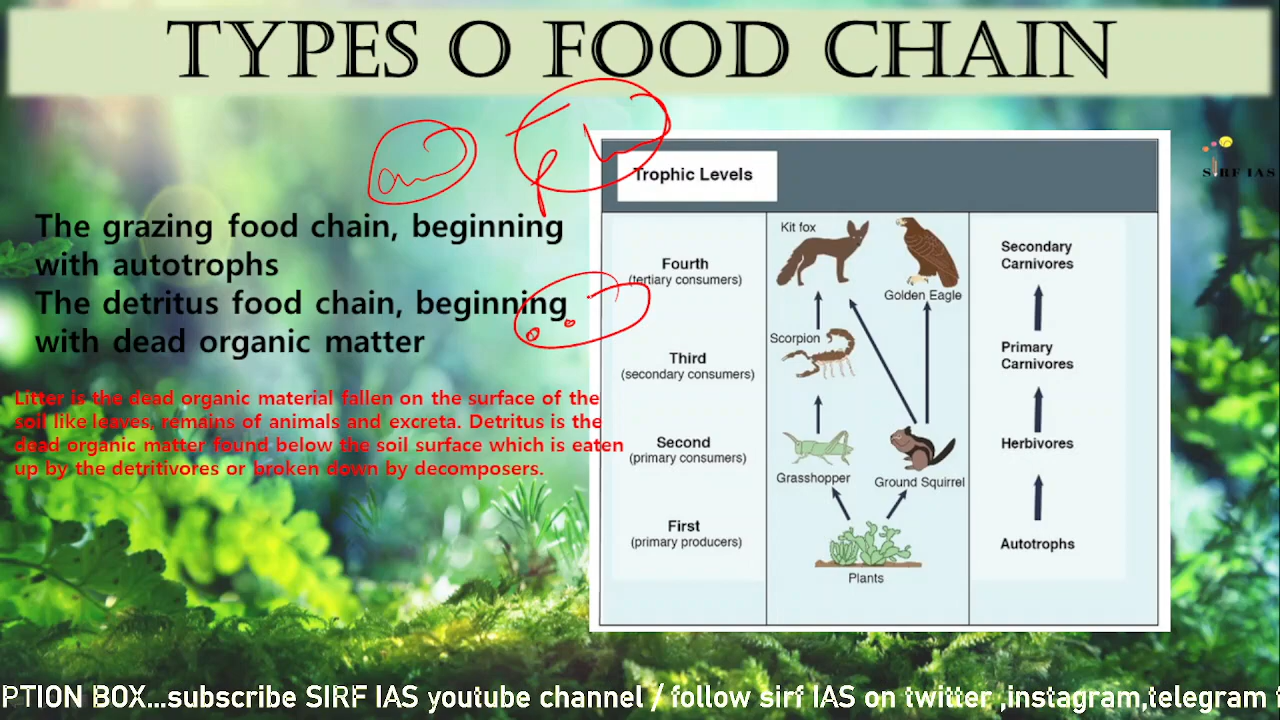 TYPES O FOOD CHAIN
SIRF IAS
The grazing food chain, beginning
with autotrophs
The detritus food chain, beginning
with dead organic matter
Litter is the dead organic material fallen on the surface of the
soil like leaves, remains of animals and excreta. Detritus is the
dead organic matter found below the soil surface which is eaten
up by the detritivores or broken down by decomposers.
Trophic Levels
Fourth
(tertiary consumers)
Kit fox
Golden Eagle
Secondary
Carnivores
Third
(secondary consumers)
Scorpion
Primary
Carnivores
Second
(primary consumers)
Grasshopper
Ground Squirrel
Herbivores
First
(primary producers)
Plants
Autotrophs
PTION BOX...subscribe SIRF IAS youtube channel / follow sirf IAS on twitter ,instagram,telegram